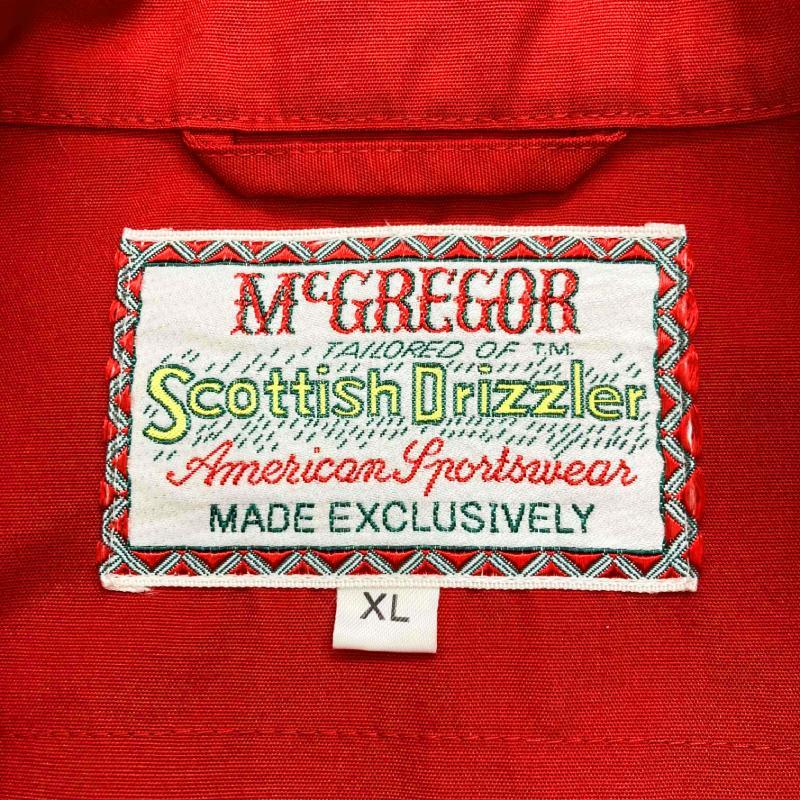 McGREGOR
TAILORED OF T.M.
Scottish Drizzler
American Sportswear
MADE EXCLUSIVELY
XL